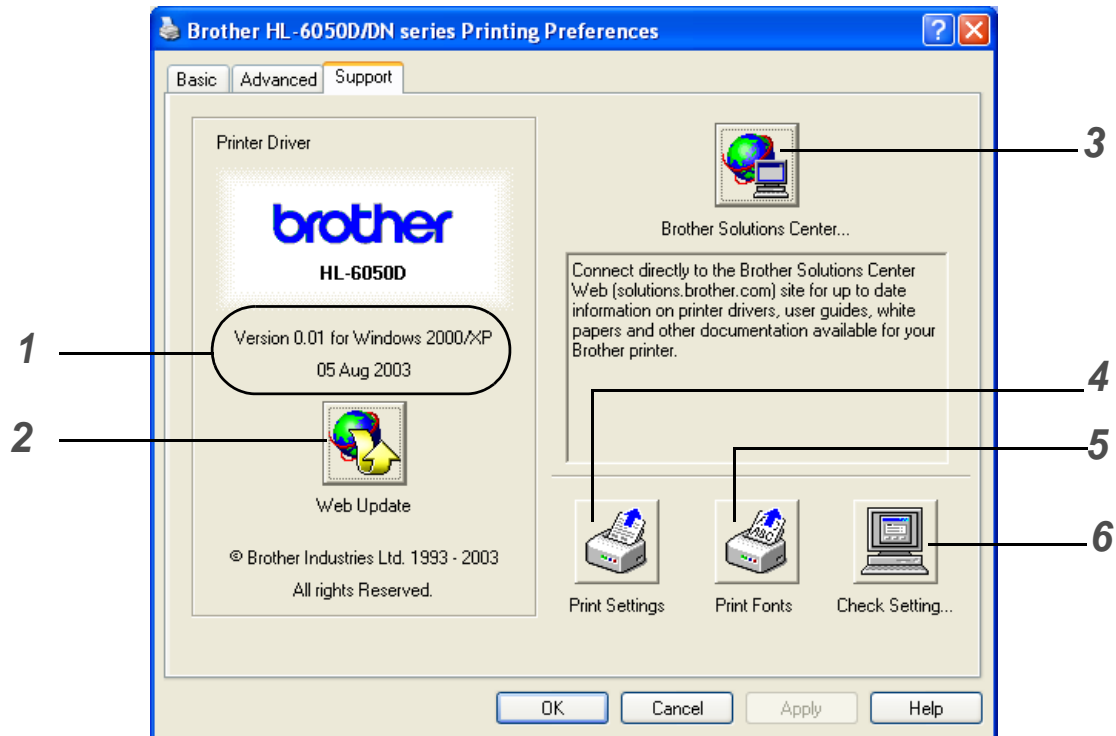 Brother HL-6050D/DN series Printing Preferences
Basic Advanced Support
Printer Driver
brother
HL-6050D
Version 0.01 for Windows 2000/XP
05 Aug 2003
Web Update
© Brother Industries Ltd. 1993 - 2003
All rights Reserved.
Brother Solutions Center...
Connect directly to the Brother Solutions Center
Web (solutions.brother.com) site for up to date
information on printer drivers, user guides, white
papers and other documentation available for your
Brother printer.
Print Settings Print Fonts Check Setting...
OK Cancel Apply Help
1
2
3
4
5
6